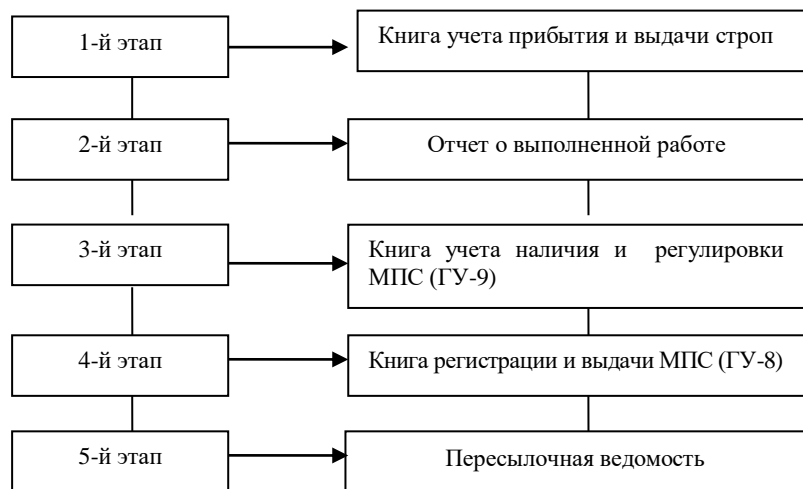 1-й этап
Книга учета прибытия и выдачи строп
2-й этап
Отчет о выполненной работе
3-й этап
Книга учета наличия и регулировки
МПС (ГУ-9)
4-й этап
Книга регистрации и выдачи МПС (ГУ-8)
5-й этап
Пересылочная ведомость